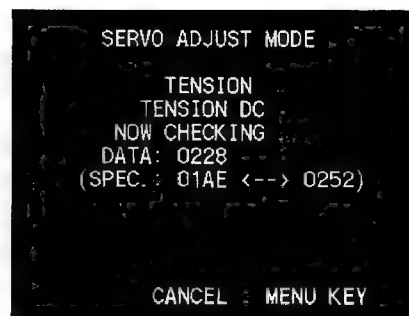 SERVO ADJUST MODE
TENSION
TENSION DC
NOW CHECKING
DATA: 0228
(SPEC. : 01AE <--> 0252)
CANCEL : MENU KEY